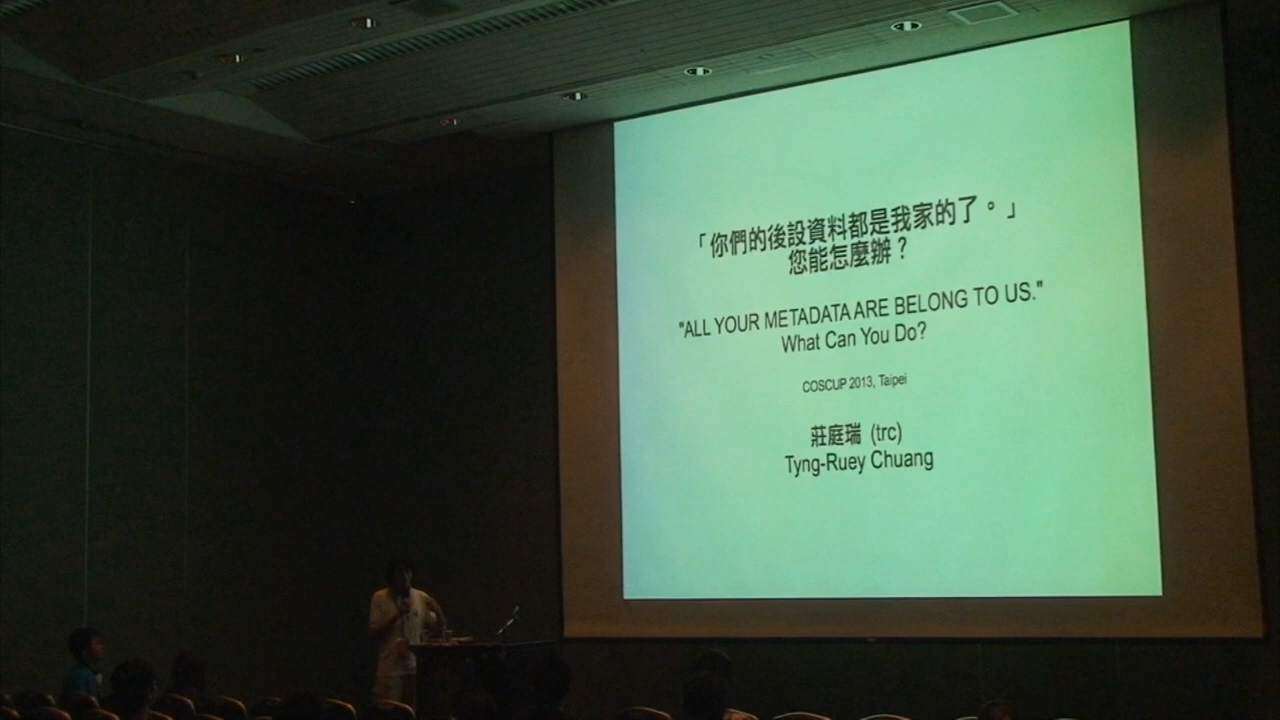 「你們的後設資料都是我家的了。」
您能怎麼辦？
"ALL YOUR METADATA ARE BELONG TO US."
What Can You Do?
COSCUP 2013, Taipei
莊庭瑞 (trc)
Tyng-Ruey Chuang